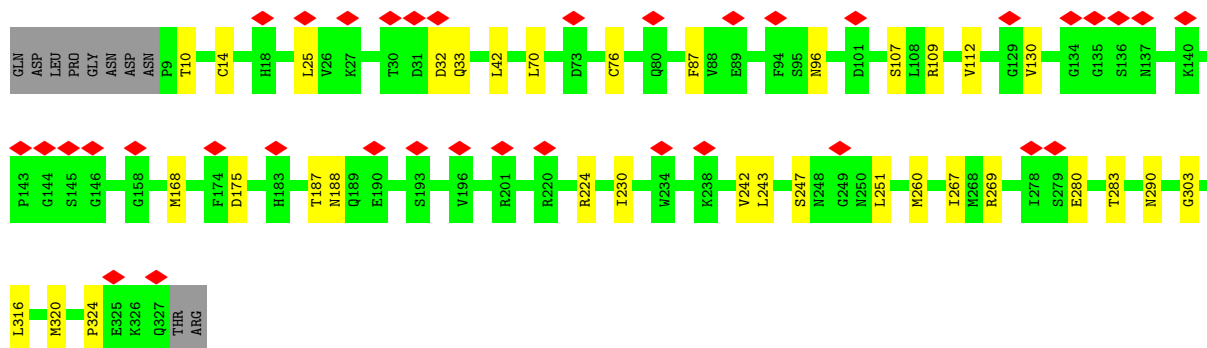 GLN ASP LEU PRO GLY ASN ASP ASN P9 T10 C14 H18 L25 V26 K27 T30 D31 D32 Q33 L42 L70 D73 C76 Q80 F87 V88 E89 F94 S95 N96 D101 S107 L108 R109 V112 G129 V130 G134 G135 S136 N137 K140
P143 G144 S145 G146 G158 M168 F174 D175 H183 T187 N188 Q189 E190 S193 V196 R201 R220 R224 I230 W234 K238 V242 L243 S247 N248 G249 N250 L251 M260 I267 M268 R269 I278 S279 E280 T283 N290 G303
L316 M320 P324 E325 K326 Q327 THR ARG